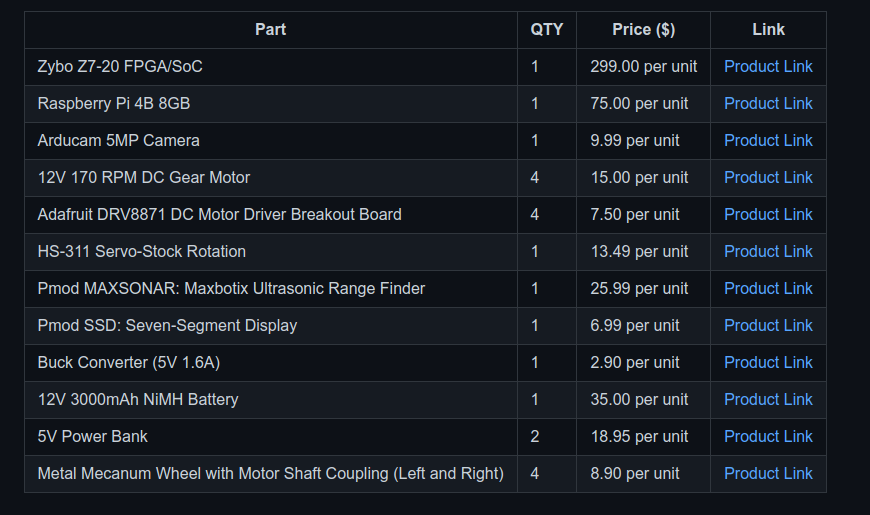 Part QTY Price ($) Link
Zybo Z7-20 FPGA/SoC 1 299.00 per unit Product Link
Raspberry Pi 4B 8GB 1 75.00 per unit Product Link
Arducam 5MP Camera 1 9.99 per unit Product Link
12V 170 RPM DC Gear Motor 4 15.00 per unit Product Link
Adafruit DRV8871 DC Motor Driver Breakout Board 4 7.50 per unit Product Link
HS-311 Servo-Stock Rotation 1 13.49 per unit Product Link
Pmod MAXSONAR: Maxbotix Ultrasonic Range Finder 1 25.99 per unit Product Link
Pmod SSD: Seven-Segment Display 1 6.99 per unit Product Link
Buck Converter (5V 1.6A) 1 2.90 per unit Product Link
12V 3000mAh NiMH Battery 1 35.00 per unit Product Link
5V Power Bank 2 18.95 per unit Product Link
Metal Mecanum Wheel with Motor Shaft Coupling (Left and Right) 4 8.90 per unit Product Link